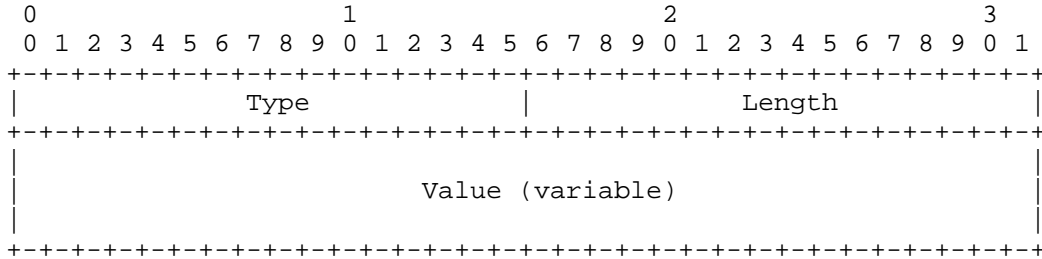 0                   1                   2                   3
 0 1 2 3 4 5 6 7 8 9 0 1 2 3 4 5 6 7 8 9 0 1 2 3 4 5 6 7 8 9 0 1
+-+-+-+-+-+-+-+-+-+-+-+-+-+-+-+-+-+-+-+-+-+-+-+-+-+-+-+-+-+-+-+-+
|              Type             |             Length            |
+-+-+-+-+-+-+-+-+-+-+-+-+-+-+-+-+-+-+-+-+-+-+-+-+-+-+-+-+-+-+-+-+
|                                                               |
|                         Value (variable)                      |
|                                                               |
+-+-+-+-+-+-+-+-+-+-+-+-+-+-+-+-+-+-+-+-+-+-+-+-+-+-+-+-+-+-+-+-+